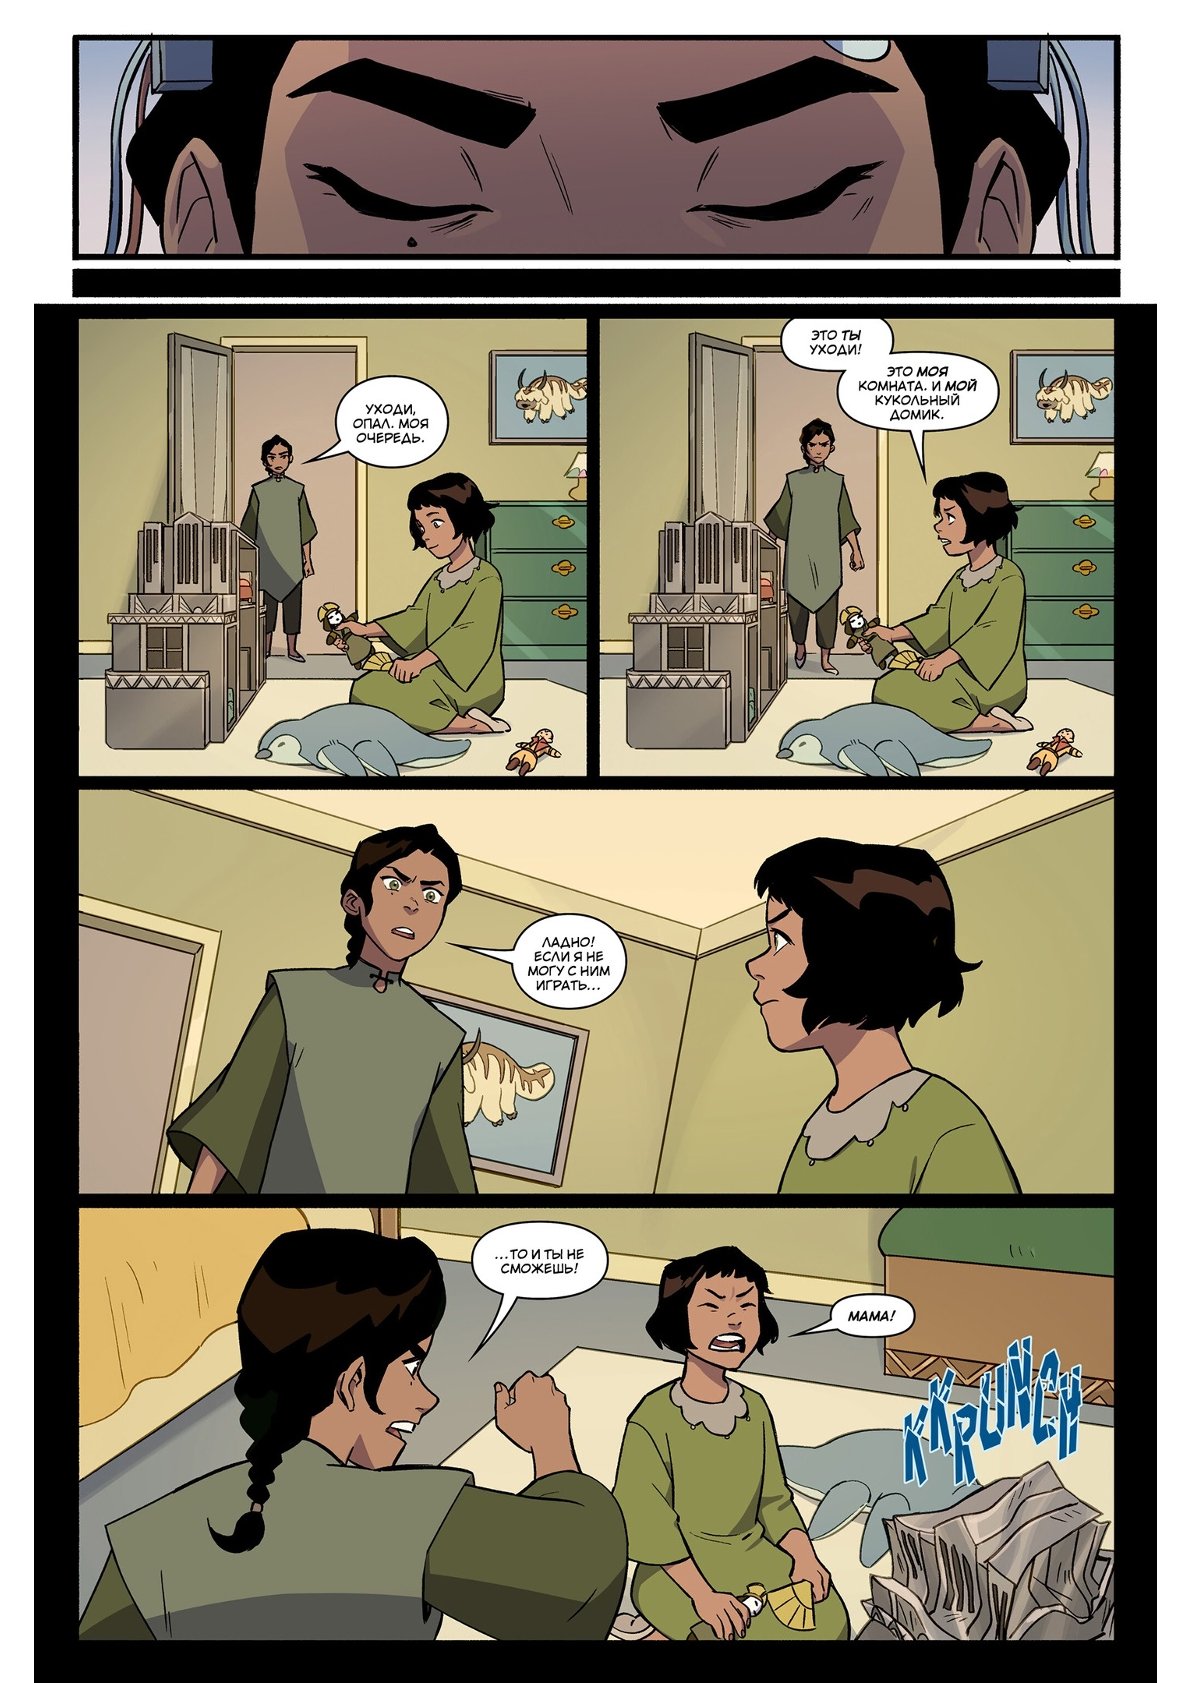 УХОДИ,
ОПАЛ. МОЯ
ОЧЕРЕДЬ.
ЭТО ТЫ
УХОДИ!
ЭТО МОЯ
КОМНАТА. И МОЙ
КУКОЛЬНЫЙ
ДОМИК.
ЛАДНО!
ЕСЛИ Я НЕ
МОГУ С НИМ
ИГРАТЬ...
...ТО И ТЫ НЕ
СМОЖЕШЬ!
МАМА!
KKRUNCH